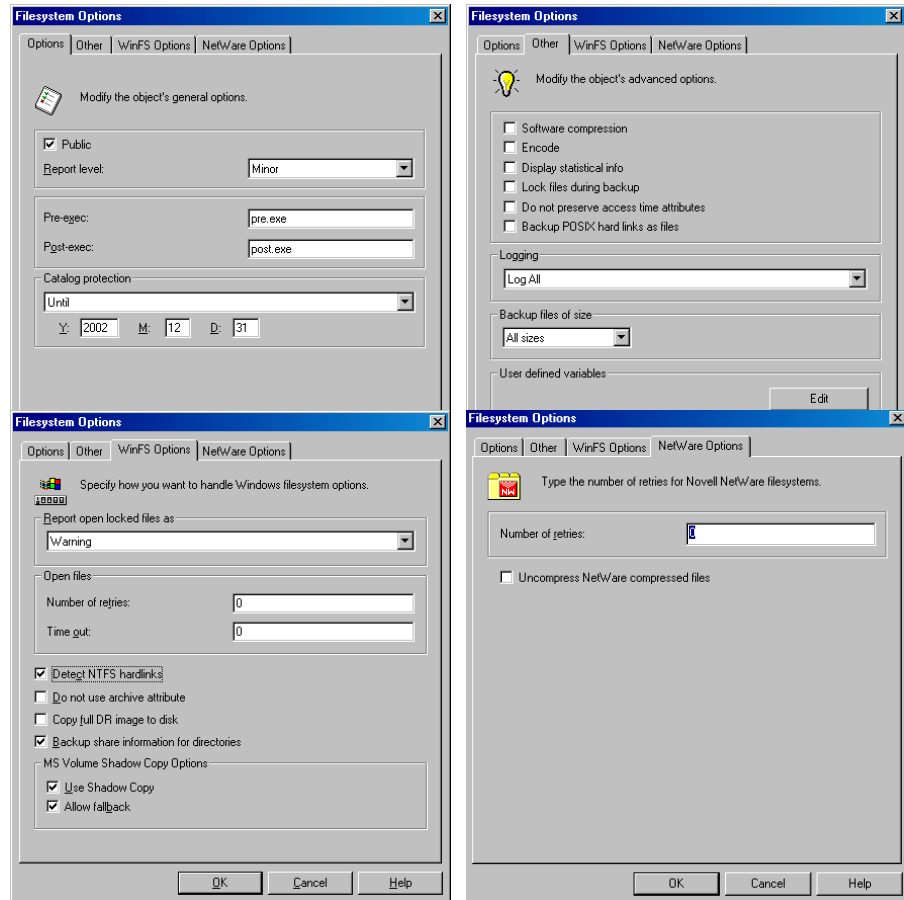 Filesystem Options
Options Other WinFS Options NetWare Options
Modify the object's general options.
Public
Report level: Minor
Pre-exec: pre.exe
Post-exec: post.exe
Catalog protection
Until
Y: 2002 M: 12 D: 31
Filesystem Options
Options Other WinFS Options NetWare Options
Modify the object's advanced options.
Software compression
Encode
Display statistical info
Lock files during backup
Do not preserve access time attributes
Backup POSIX hard links as files
Logging
Log All
Backup files of size
All sizes
User defined variables
Edit
Filesystem Options
Options Other WinFS Options NetWare Options
Specify how you want to handle Windows filesystem options.
Report open locked files as
Warning
Open files
Number of retries: 0
Time out: 0
Detect NTFS hardlinks
Do not use archive attribute
Copy full DR image to disk
Backup share information for directories
MS Volume Shadow Copy Options
Use Shadow Copy
Allow fallback
OK Cancel Help
Filesystem Options
Options Other WinFS Options NetWare Options
NW
Type the number of retries for Novell NetWare filesystems.
Number of retries: 0
Uncompress NetWare compressed files
OK Cancel Help